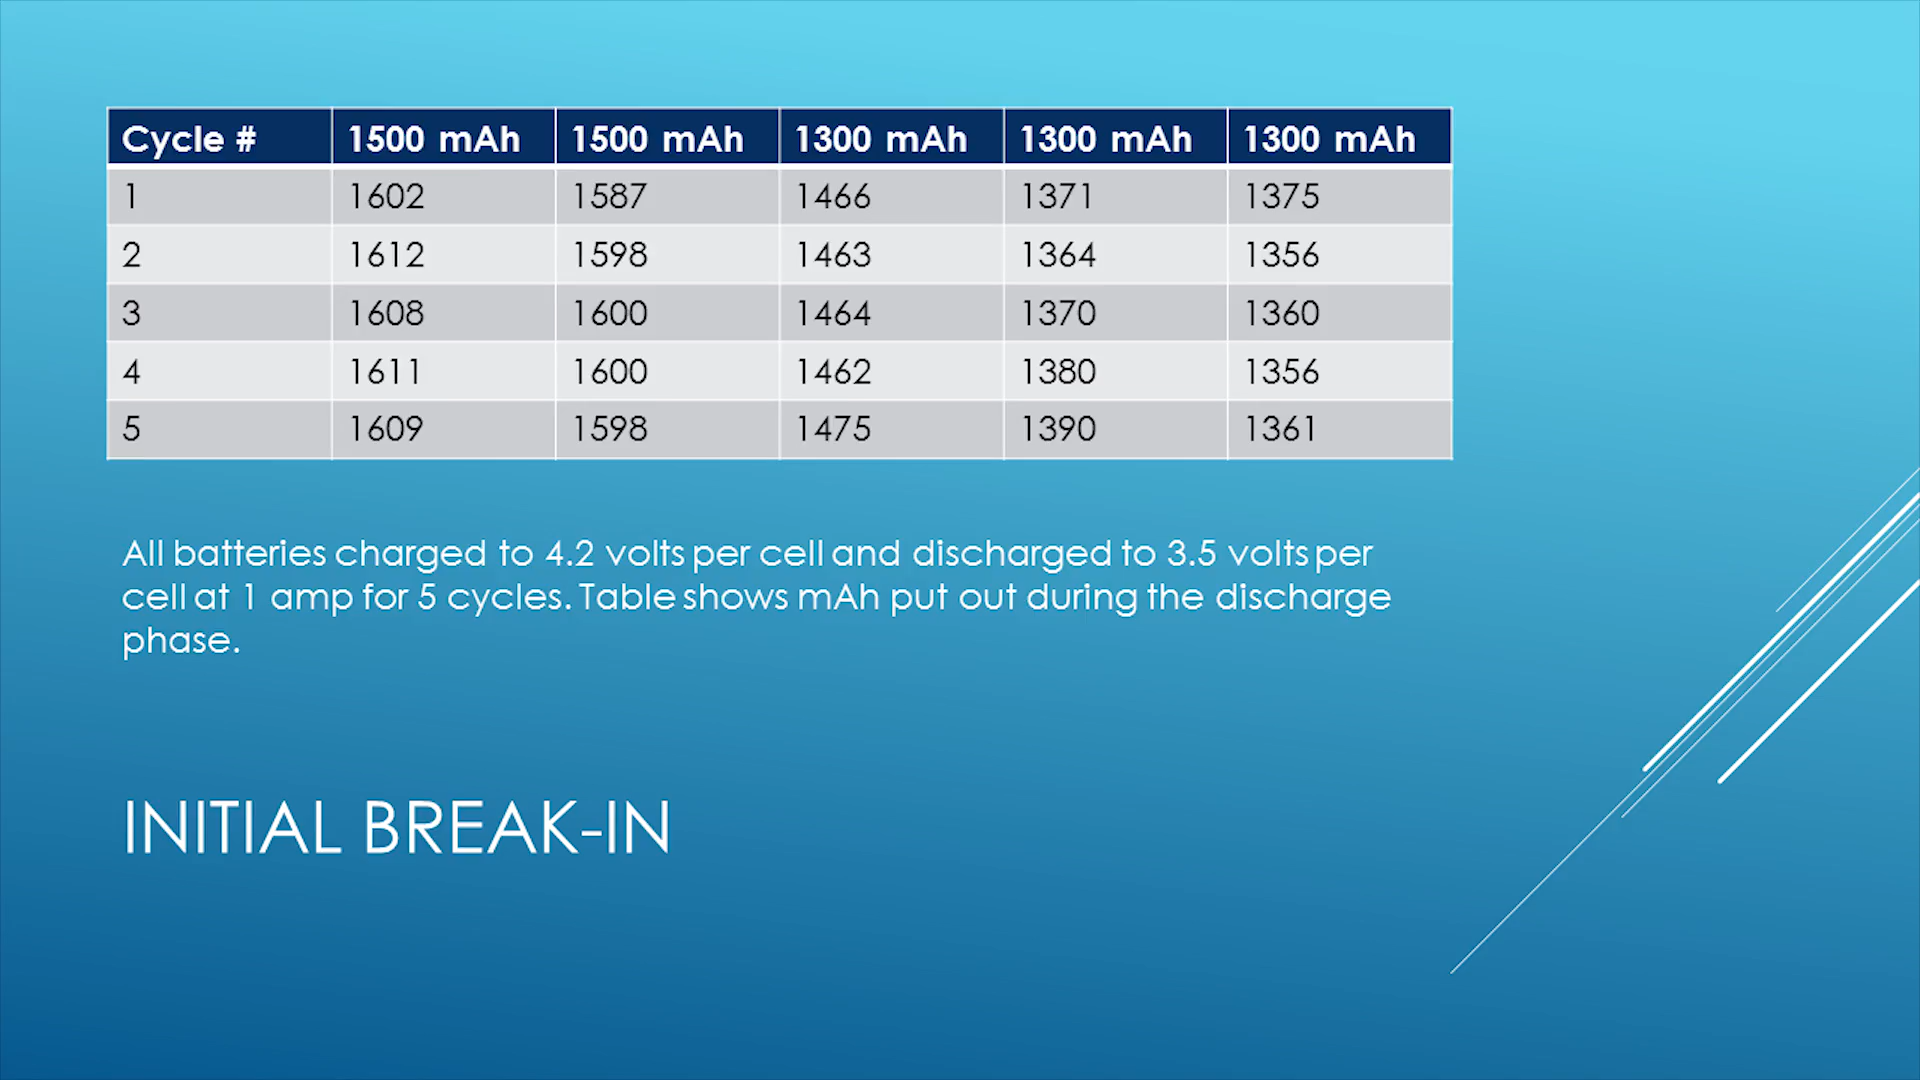 Cycle # 1500 mAh 1500 mAh 1300 mAh 1300 mAh 1300 mAh
1 1602 1587 1466 1371 1375
2 1612 1598 1463 1364 1356
3 1608 1600 1464 1370 1360
4 1611 1600 1462 1380 1356
5 1609 1598 1475 1390 1361
All batteries charged to 4.2 volts per cell and discharged to 3.5 volts per
cell at 1 amp for 5 cycles. Table shows mAh put out during the discharge
phase.
INITIAL BREAK-IN